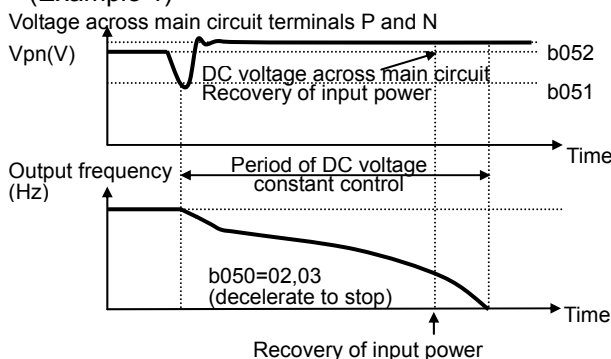 (Example 1)
Voltage across main circuit terminals P and N
Vpn(V)
b052
DC voltage across main circuit
Recovery of input power
b051
Time
Output frequency
(Hz)
Period of DC voltage
constant control
b050=02,03
(decelerate to stop)
Time
Recovery of input power